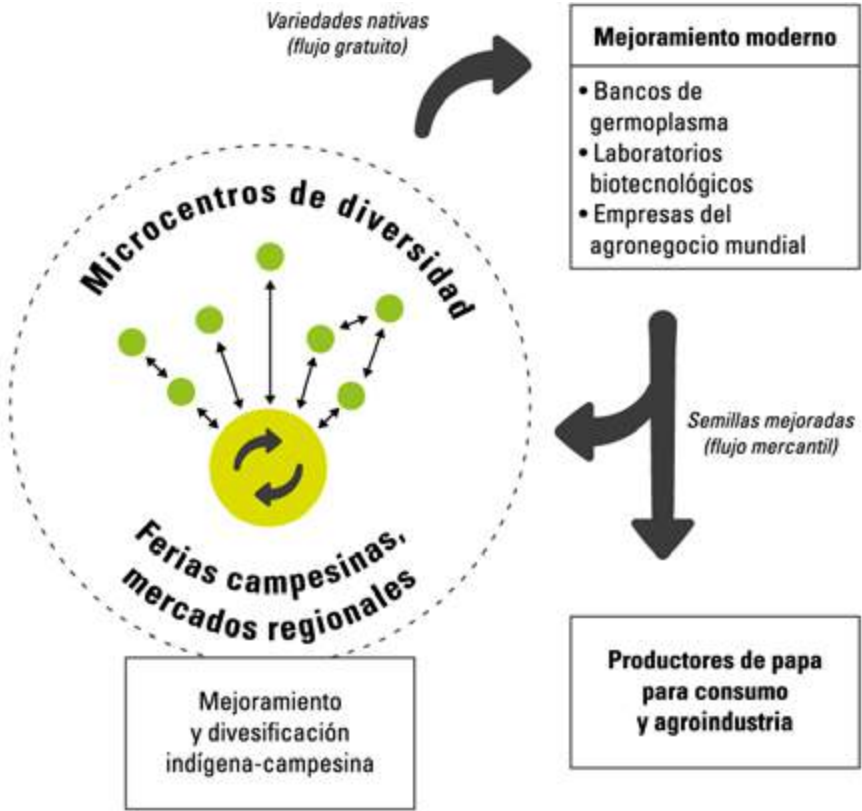 Variedades nativas
(flujo gratuito)
Mejoramiento moderno
• Bancos de
germoplasma
• Laboratorios
biotecnológicos
• Empresas del
agronegocio mundial
Microcentros de diversidad
Semillas mejoradas
(flujo mercantil)
Ferias campesinas,
mercados regionales
Mejoramiento
y divesificación
indígena-campesina
Productores de papa
para consumo
y agroindustria